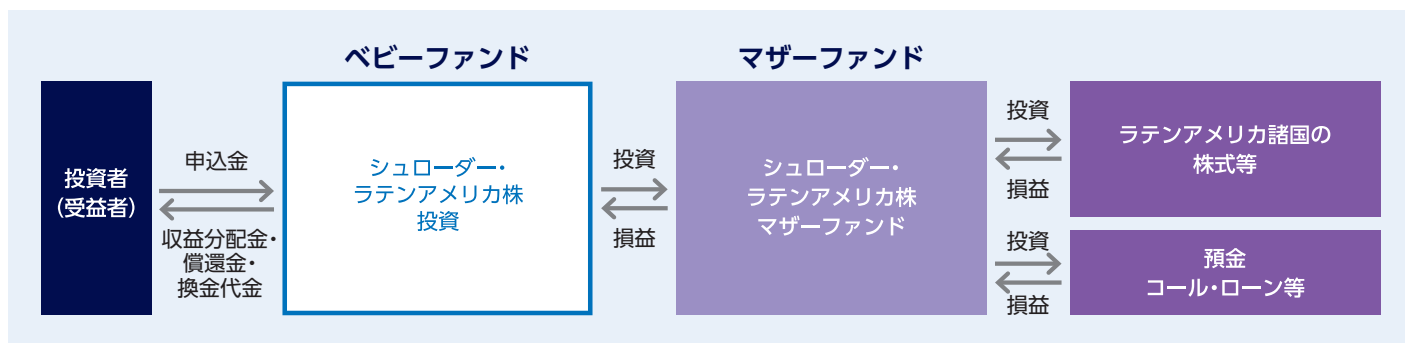 ベビーファンド
マザーファンド
投資者
(受益者)
申込金
収益分配金・
償還金・
換金代金
シュローダー・
ラテンアメリカ株
投資
投資
損益
シュローダー・
ラテンアメリカ株
マザーファンド
投資
損益
ラテンアメリカ諸国の
株式等
投資
損益
預金
コール・ローン等